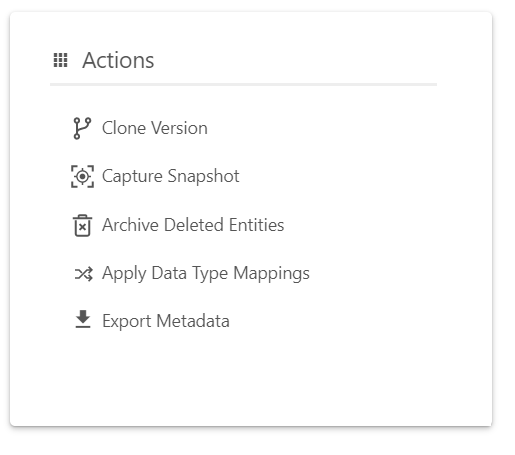 Actions
Clone Version
Capture Snapshot
Archive Deleted Entities
Apply Data Type Mappings
Export Metadata